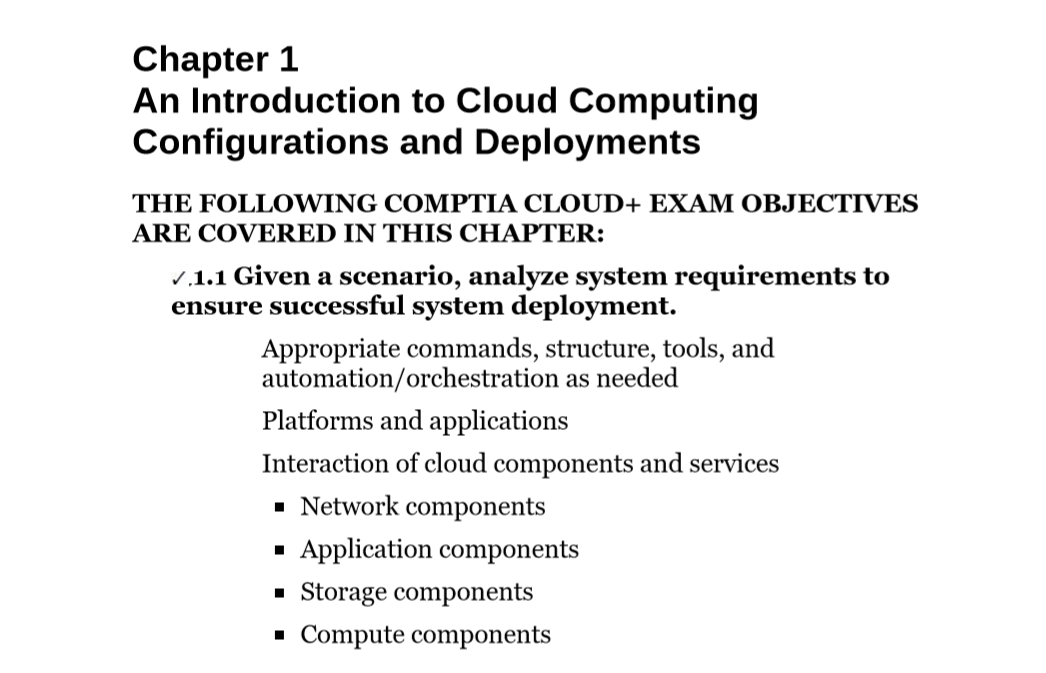 Chapter 1
An Introduction to Cloud Computing
Configurations and Deployments
THE FOLLOWING COMPTIA CLOUD+ EXAM OBJECTIVES
ARE COVERED IN THIS CHAPTER:
✓.1.1 Given a scenario, analyze system requirements to
ensure successful system deployment.
Appropriate commands, structure, tools, and
automation/orchestration as needed
Platforms and applications
Interaction of cloud components and services
▪ Network components
▪ Application components
▪ Storage components
▪ Compute components